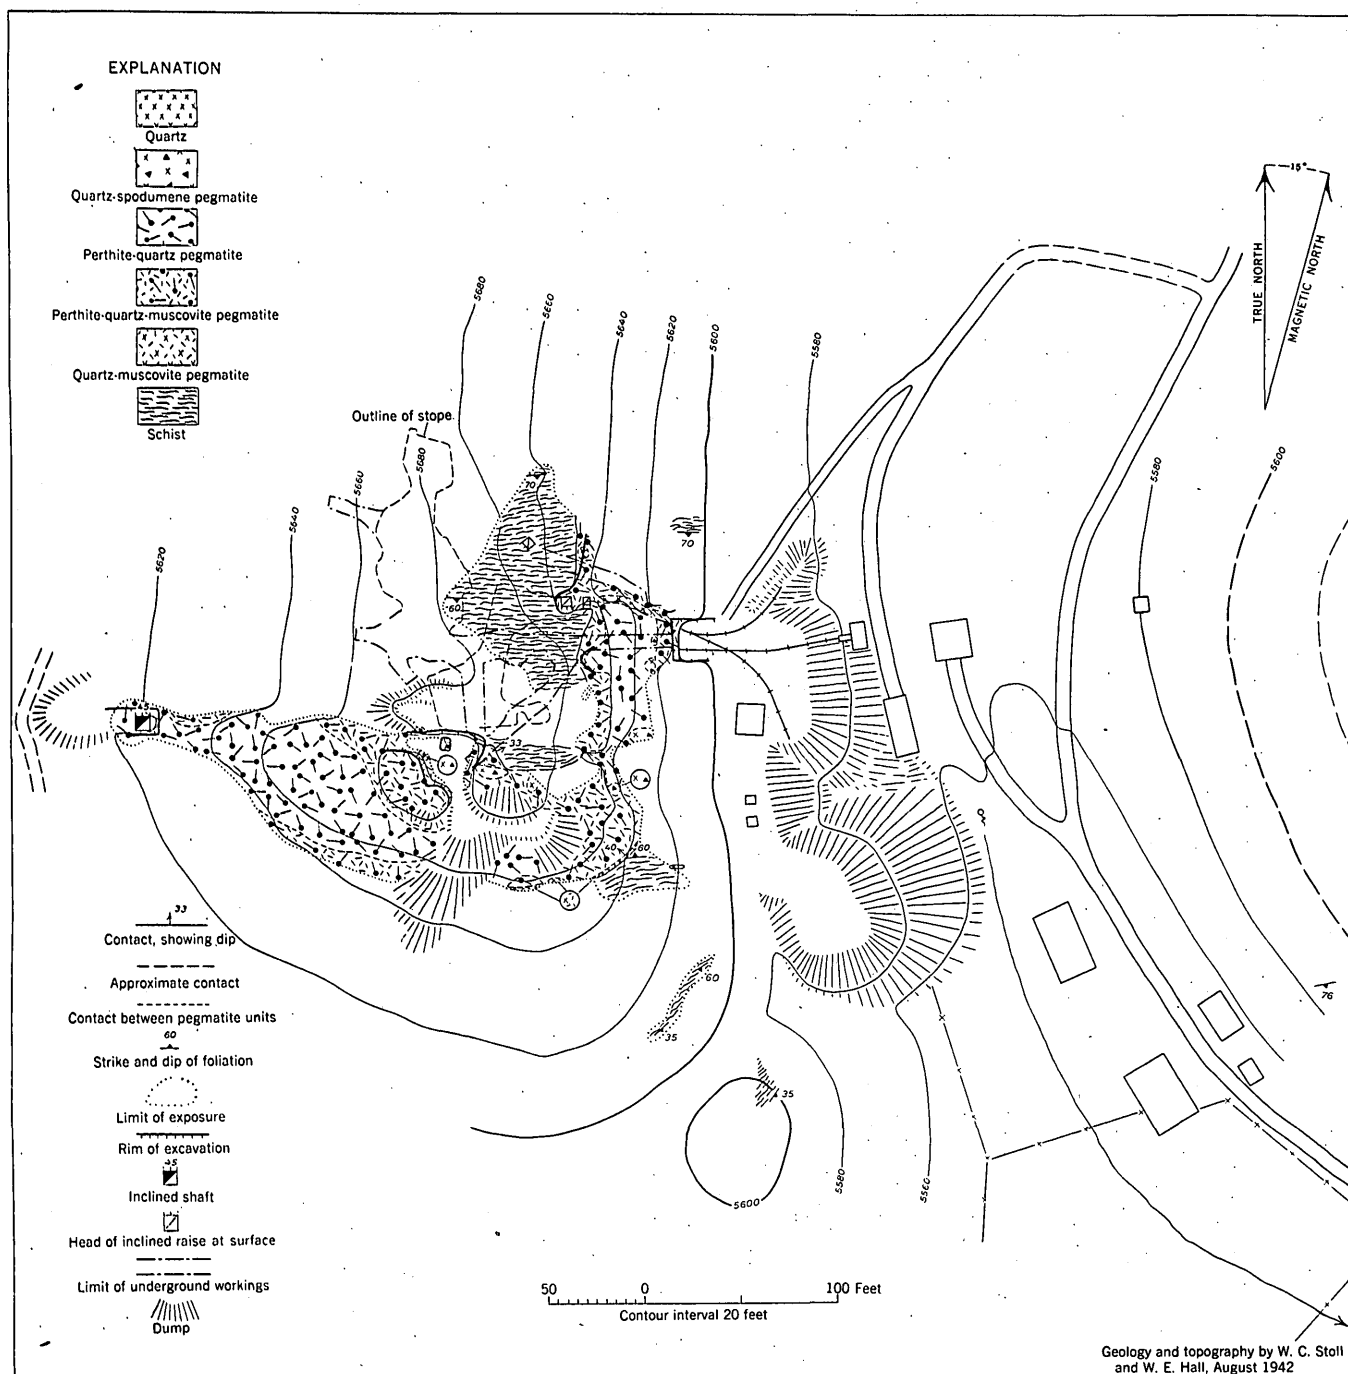 EXPLANATION
Quartz
Quartz-spodumene pegmatite
Perthite-quartz pegmatite
Perthite-quartz-muscovite pegmatite
Quartz-muscovite pegmatite
Schist
15°
TRUE NORTH
MAGNETIC NORTH
5680
5660
5640
5620
5600
5580
Outline of stope
5680
5660
5640
5620
5580
5600
70
70
60
45
33
40
60
60
35
35
76
33
Contact, showing dip
Approximate contact
Contact between pegmatite units
60
Strike and dip of foliation
Limit of exposure
Rim of excavation
45
Inclined shaft
Head of inclined raise at surface
Limit of underground workings
Dump
5600
5580
5560
50 0 100 Feet
Contour interval 20 feet
Geology and topography by W. C. Stoll
and W. E. Hall, August 1942